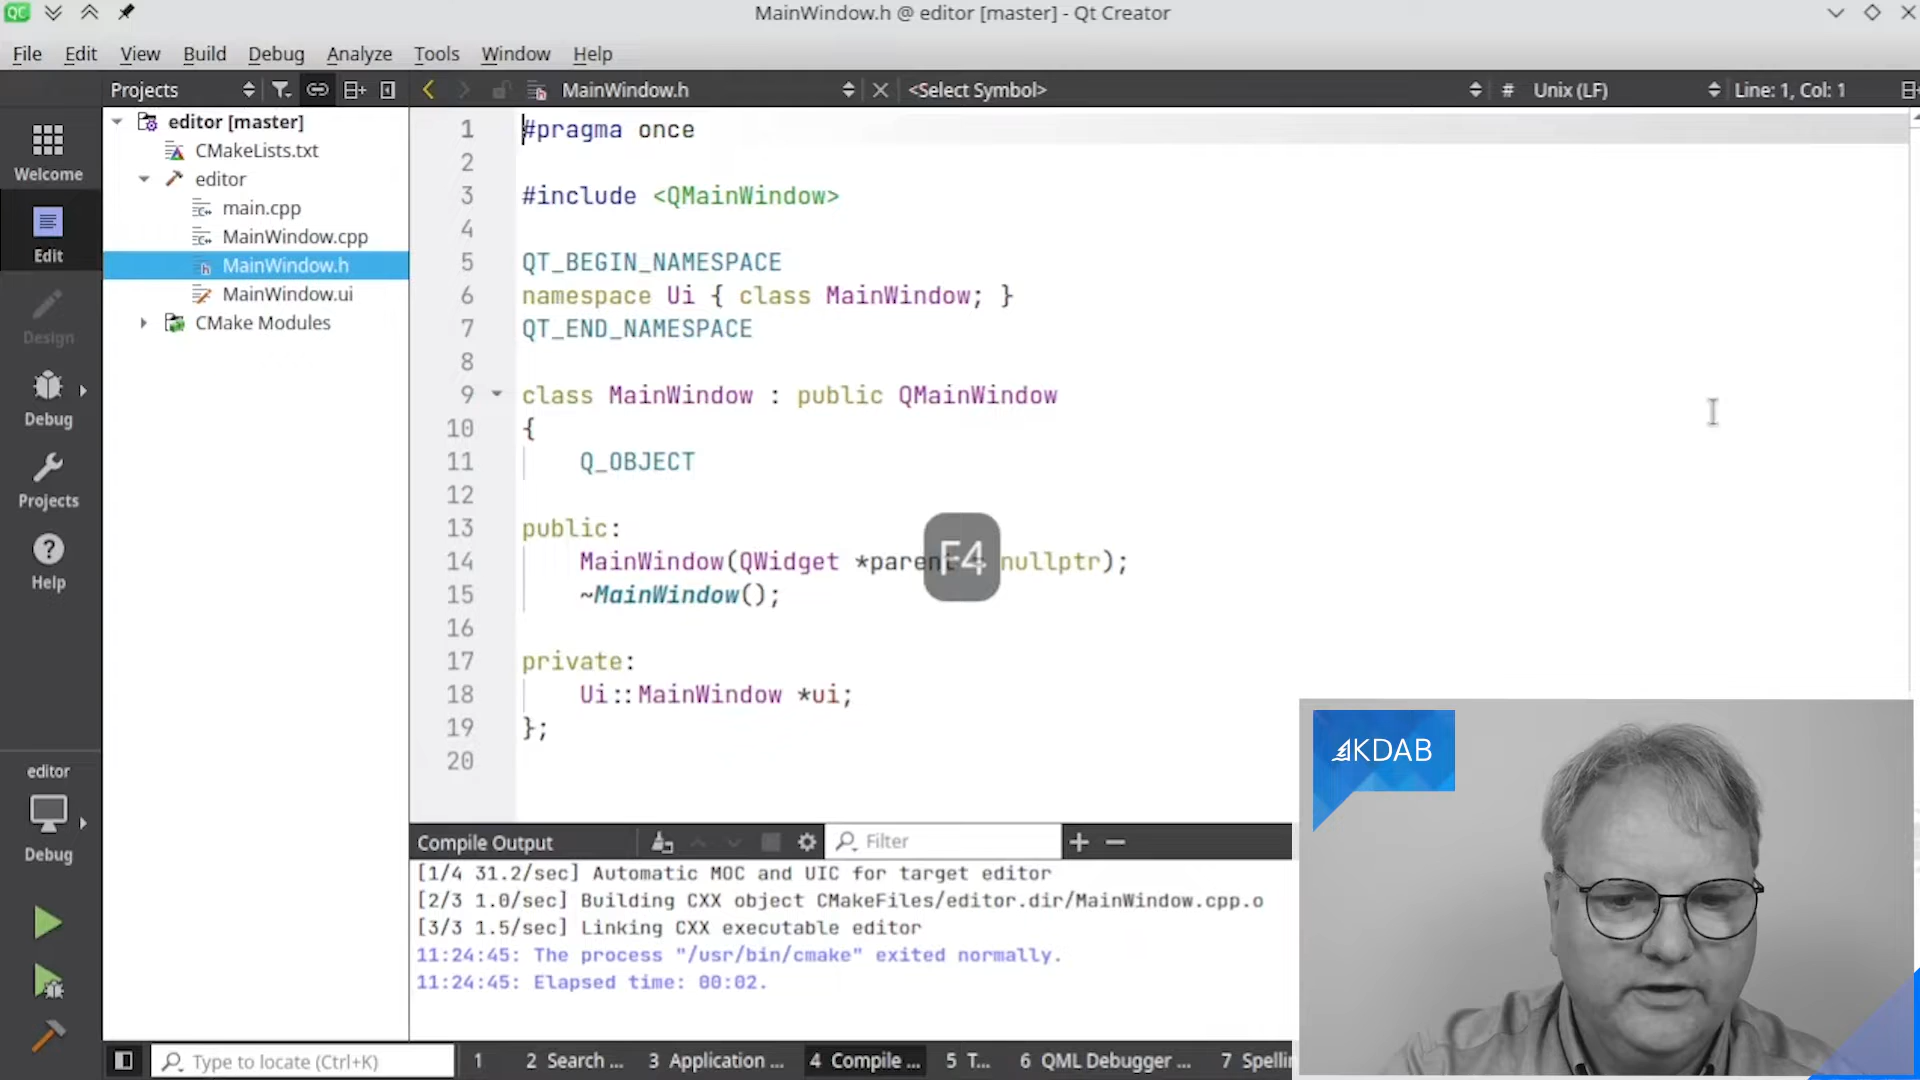 QC
MainWindow.h @ editor [master] - Qt Creator
File Edit View Build Debug Analyze Tools Window Help
Projects
MainWindow.h
<Select Symbol>
# Unix (LF)
Line: 1, Col: 1
Welcome
Edit
Design
Debug
Projects
Help
editor
Debug
editor [master]
CMakeLists.txt
editor
main.cpp
MainWindow.cpp
MainWindow.h
MainWindow.ui
CMake Modules
1 #pragma once
2
3 #include <QMainWindow>
4
5 QT_BEGIN_NAMESPACE
6 namespace Ui { class MainWindow; }
7 QT_END_NAMESPACE
8
9 class MainWindow : public QMainWindow
10 {
11 Q_OBJECT
12
13 public:
14 MainWindow(QWidget *paren nullptr);
15 ~MainWindow();
16
17 private:
18 Ui::MainWindow *ui;
19 };
20
F4
Compile Output
Filter
[1/4 31.2/sec] Automatic MOC and UIC for target editor
[2/3 1.0/sec] Building CXX object CMakeFiles/editor.dir/MainWindow.cpp.o
[3/3 1.5/sec] Linking CXX executable editor
11:24:45: The process "/usr/bin/cmake" exited normally.
11:24:45: Elapsed time: 00:02.
KDAB
Type to locate (Ctrl+K)
1 2 Search ... 3 Application ... 4 Compile ... 5 T... 6 QML Debugger ... 7 Spellin